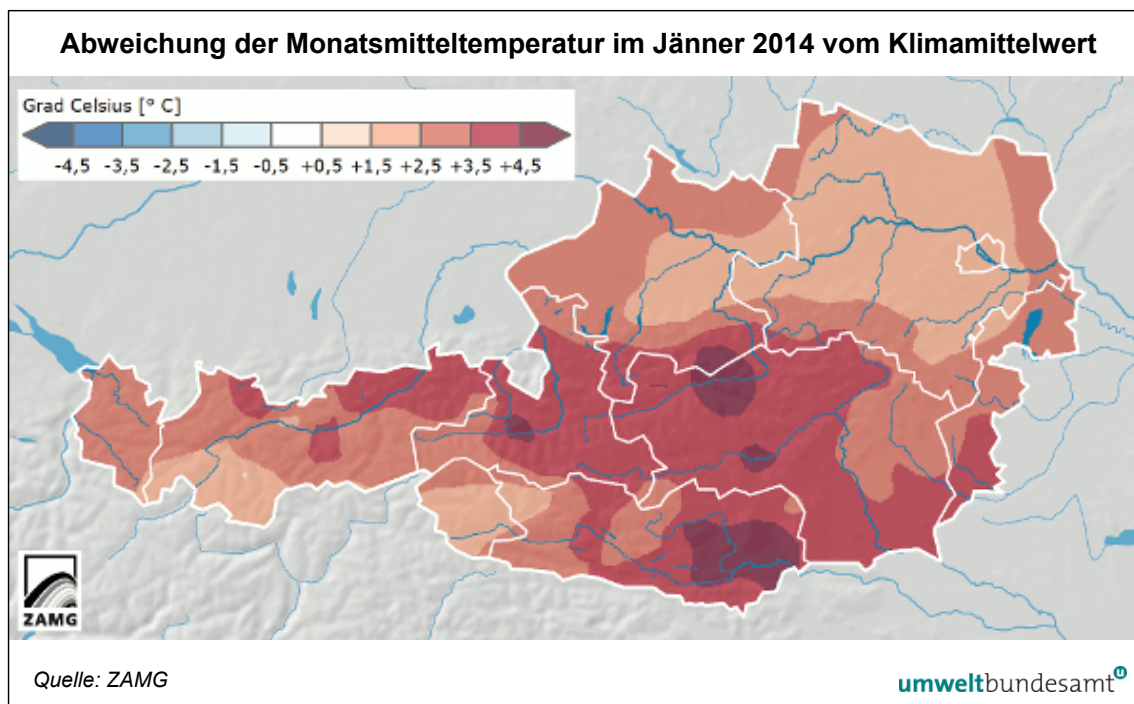 Abweichung der Monatsmitteltemperatur im Jänner 2014 vom Klimamittelwert
Grad Celsius [° C]
-4,5 -3,5 -2,5 -1,5 -0,5 +0,5 +1,5 +2,5 +3,5 +4,5
ZAMG
Quelle: ZAMG
umweltbundesamt u